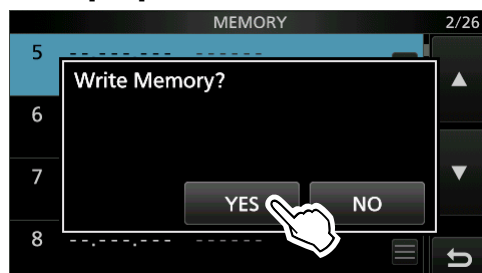 MEMORY 2/26
5 --.---.--- ------
Write Memory?
6
7
YES NO
8 --.---.--- ------